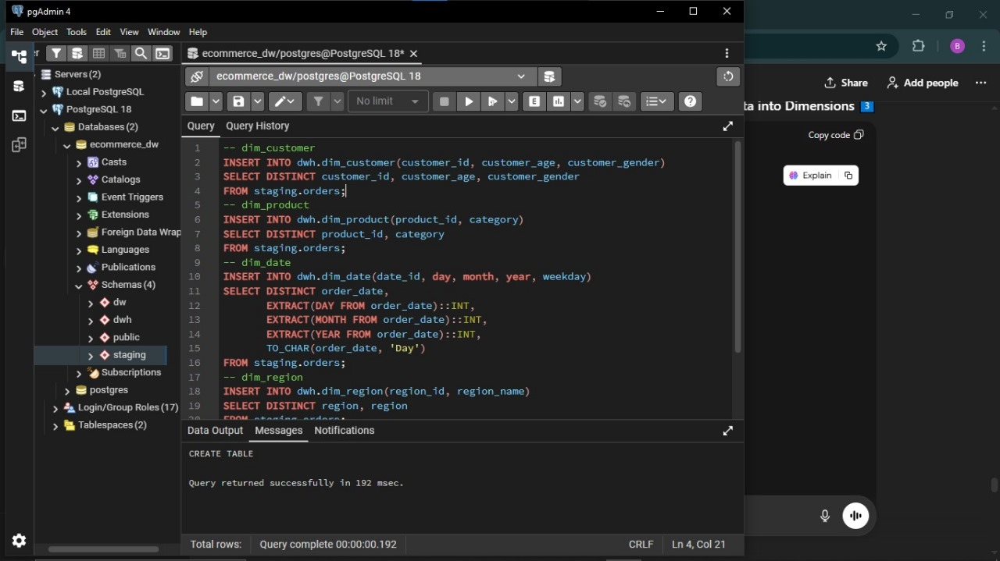 pgAdmin 4
File Object Tools Edit View Window Help
ecommerce_dw/postgres@PostgreSQL 18*
ecommerce_dw/postgres@PostgreSQL 18
No limit
Query Query History
Servers (2)
Local PostgreSQL
PostgreSQL 18
Databases (2)
ecommerce_dw
Casts
Catalogs
Event Triggers
Extensions
Foreign Data Wrap
Languages
Publications
Schemas (4)
dw
dwh
public
staging
Subscriptions
postgres
Login/Group Roles (17)
Tablespaces (2)
1 -- dim_customer
2 INSERT INTO dwh.dim_customer(customer_id, customer_age, customer_gender)
3 SELECT DISTINCT customer_id, customer_age, customer_gender
4 FROM staging.orders;
5 -- dim_product
6 INSERT INTO dwh.dim_product(product_id, category)
7 SELECT DISTINCT product_id, category
8 FROM staging.orders;
9 -- dim_date
10 INSERT INTO dwh.dim_date(date_id, day, month, year, weekday)
11 SELECT DISTINCT order_date,
12 EXTRACT(DAY FROM order_date)::INT,
13 EXTRACT(MONTH FROM order_date)::INT,
14 EXTRACT(YEAR FROM order_date)::INT,
15 TO_CHAR(order_date, 'Day')
16 FROM staging.orders;
17 -- dim_region
18 INSERT INTO dwh.dim_region(region_id, region_name)
19 SELECT DISTINCT region, region
FROM staging.orders;
Data Output Messages Notifications
CREATE TABLE
Query returned successfully in 192 msec.
Total rows: Query complete 00:00:00.192 CRLF Ln 4, Col 21
B
Share Add people
ta into Dimensions 3
Copy code
Explain